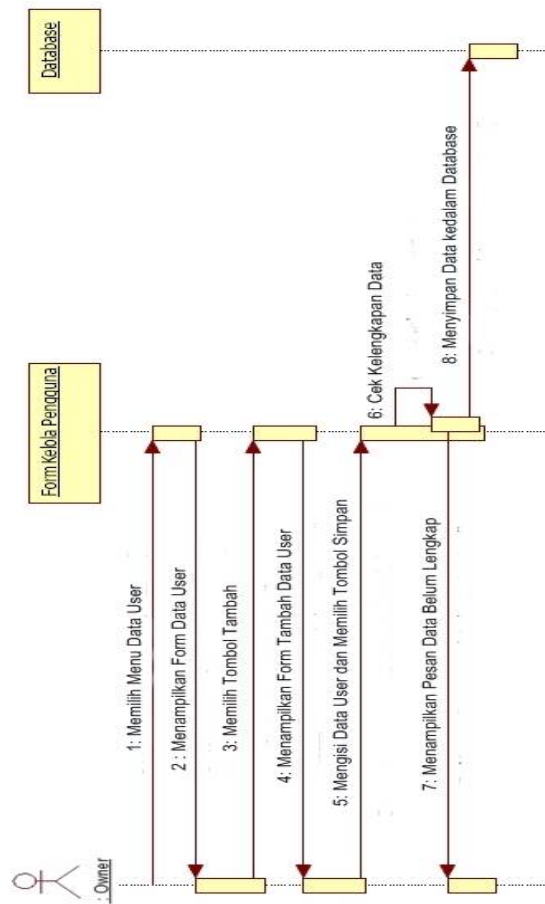 : Owner
Form Kelola Pengguna
Database
1: Memilih Menu Data User
2 : Menampilkan Form Data User
3: Memilih Tombol Tambah
4: Menampilkan Form Tambah Data User
5: Mengisi Data User dan Memilih Tombol Simpan
6: Cek Kelengkapan Data
7: Menampilkan Pesan Data Belum Lengkap
8: Menyimpan Data kedalam Database